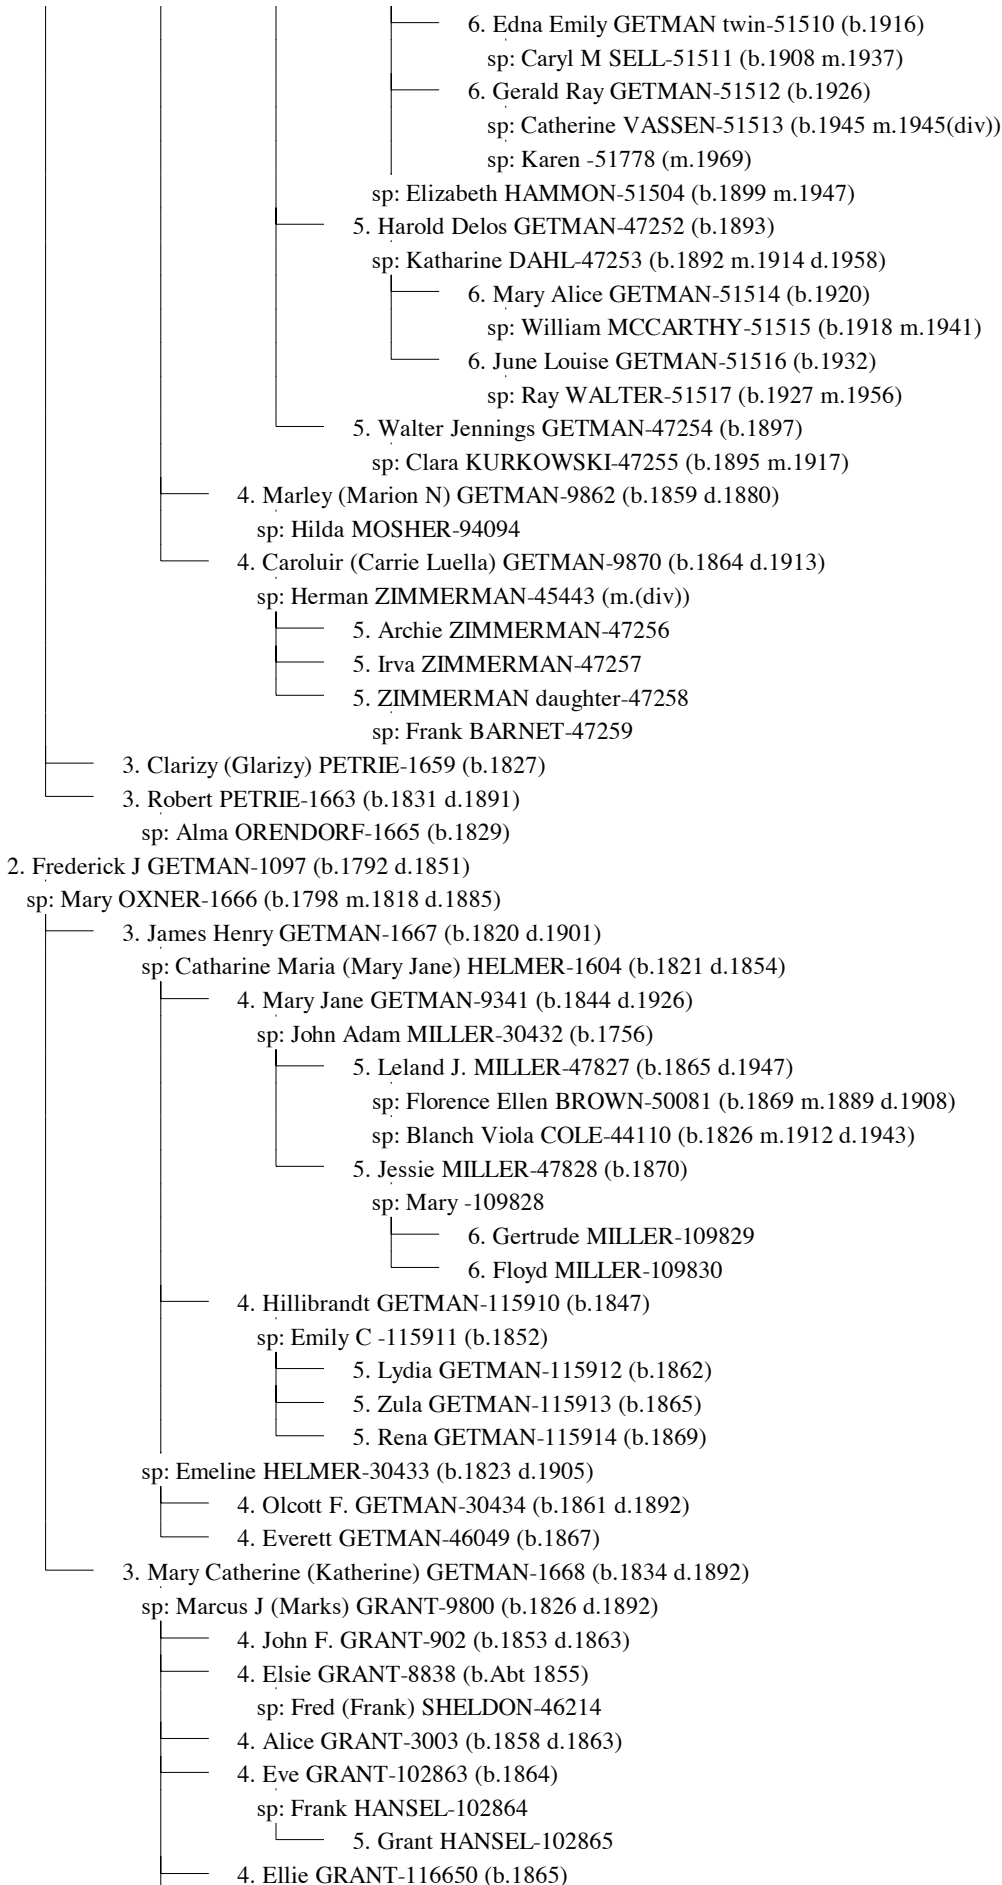 6. Edna Emily GETMAN twin-51510 (b.1916)
sp: Caryl M SELL-51511 (b.1908 m.1937)
6. Gerald Ray GETMAN-51512 (b.1926)
sp: Catherine VASSEN-51513 (b.1945 m.1945(div))
sp: Karen -51778 (m.1969)
sp: Elizabeth HAMMON-51504 (b.1899 m.1947)
5. Harold Delos GETMAN-47252 (b.1893)
sp: Katharine DAHL-47253 (b.1892 m.1914 d.1958)
6. Mary Alice GETMAN-51514 (b.1920)
sp: William MCCARTHY-51515 (b.1918 m.1941)
6. June Louise GETMAN-51516 (b.1932)
sp: Ray WALTER-51517 (b.1927 m.1956)
5. Walter Jennings GETMAN-47254 (b.1897)
sp: Clara KURKOWSKI-47255 (b.1895 m.1917)
4. Marley (Marion N) GETMAN-9862 (b.1859 d.1880)
sp: Hilda MOSHER-94094
4. Caroluir (Carrie Luella) GETMAN-9870 (b.1864 d.1913)
sp: Herman ZIMMERMAN-45443 (m.(div))
5. Archie ZIMMERMAN-47256
5. Irva ZIMMERMAN-47257
5. ZIMMERMAN daughter-47258
sp: Frank BARNET-47259
3. Clarizy (Glarizy) PETRIE-1659 (b.1827)
3. Robert PETRIE-1663 (b.1831 d.1891)
sp: Alma ORENDORF-1665 (b.1829)
2. Frederick J GETMAN-1097 (b.1792 d.1851)
sp: Mary OXNER-1666 (b.1798 m.1818 d.1885)
3. James Henry GETMAN-1667 (b.1820 d.1901)
sp: Catharine Maria (Mary Jane) HELMER-1604 (b.1821 d.1854)
4. Mary Jane GETMAN-9341 (b.1844 d.1926)
sp: John Adam MILLER-30432 (b.1756)
5. Leland J. MILLER-47827 (b.1865 d.1947)
sp: Florence Ellen BROWN-50081 (b.1869 m.1889 d.1908)
sp: Blanch Viola COLE-44110 (b.1826 m.1912 d.1943)
5. Jessie MILLER-47828 (b.1870)
sp: Mary -109828
6. Gertrude MILLER-109829
6. Floyd MILLER-109830
4. Hillibrandt GETMAN-115910 (b.1847)
sp: Emily C -115911 (b.1852)
5. Lydia GETMAN-115912 (b.1862)
5. Zula GETMAN-115913 (b.1865)
5. Rena GETMAN-115914 (b.1869)
sp: Emeline HELMER-30433 (b.1823 d.1905)
4. Olcott F. GETMAN-30434 (b.1861 d.1892)
4. Everett GETMAN-46049 (b.1867)
3. Mary Catherine (Katherine) GETMAN-1668 (b.1834 d.1892)
sp: Marcus J (Marks) GRANT-9800 (b.1826 d.1892)
4. John F. GRANT-902 (b.1853 d.1863)
4. Elsie GRANT-8838 (b.Abt 1855)
sp: Fred (Frank) SHELDON-46214
4. Alice GRANT-3003 (b.1858 d.1863)
4. Eve GRANT-102863 (b.1864)
sp: Frank HANSEL-102864
5. Grant HANSEL-102865
4. Ellie GRANT-116650 (b.1865)